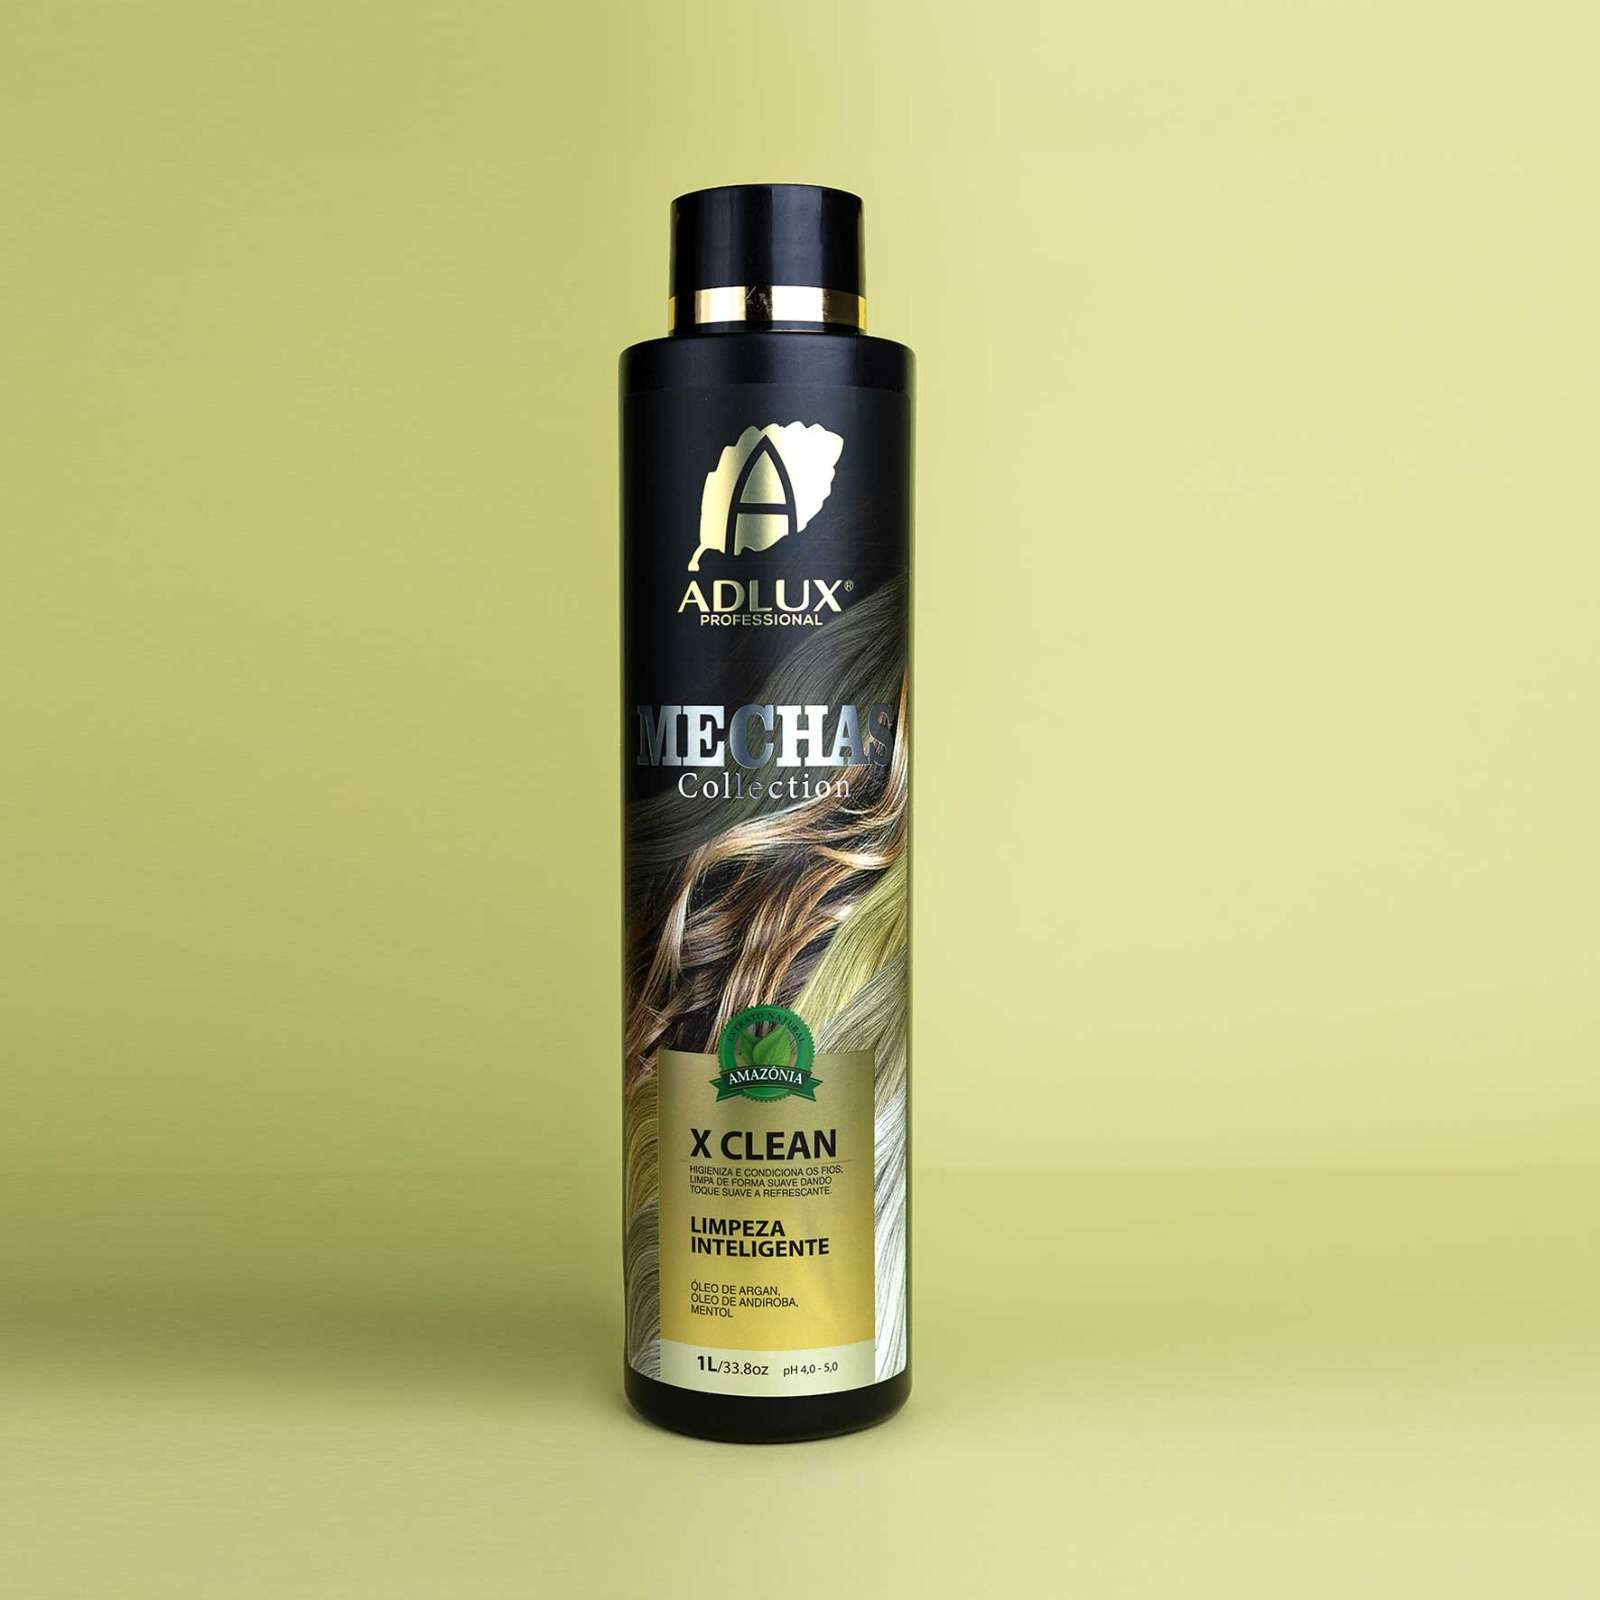 A
ADLUX®
PROFESSIONAL
MECHAS
Collection
EXTRATO NATURAL
AMAZÔNIA
X CLEAN
HIGIENIZA E CONDICIONA OS FIOS;
LIMPA DE FORMA SUAVE DANDO
TOQUE SUAVE A REFRESCANTE.
LIMPEZA
INTELIGENTE
ÓLEO DE ARGAN,
ÓLEO DE ANDIROBA,
MENTOL
1L/33.8oz pH 4,0 - 5,0